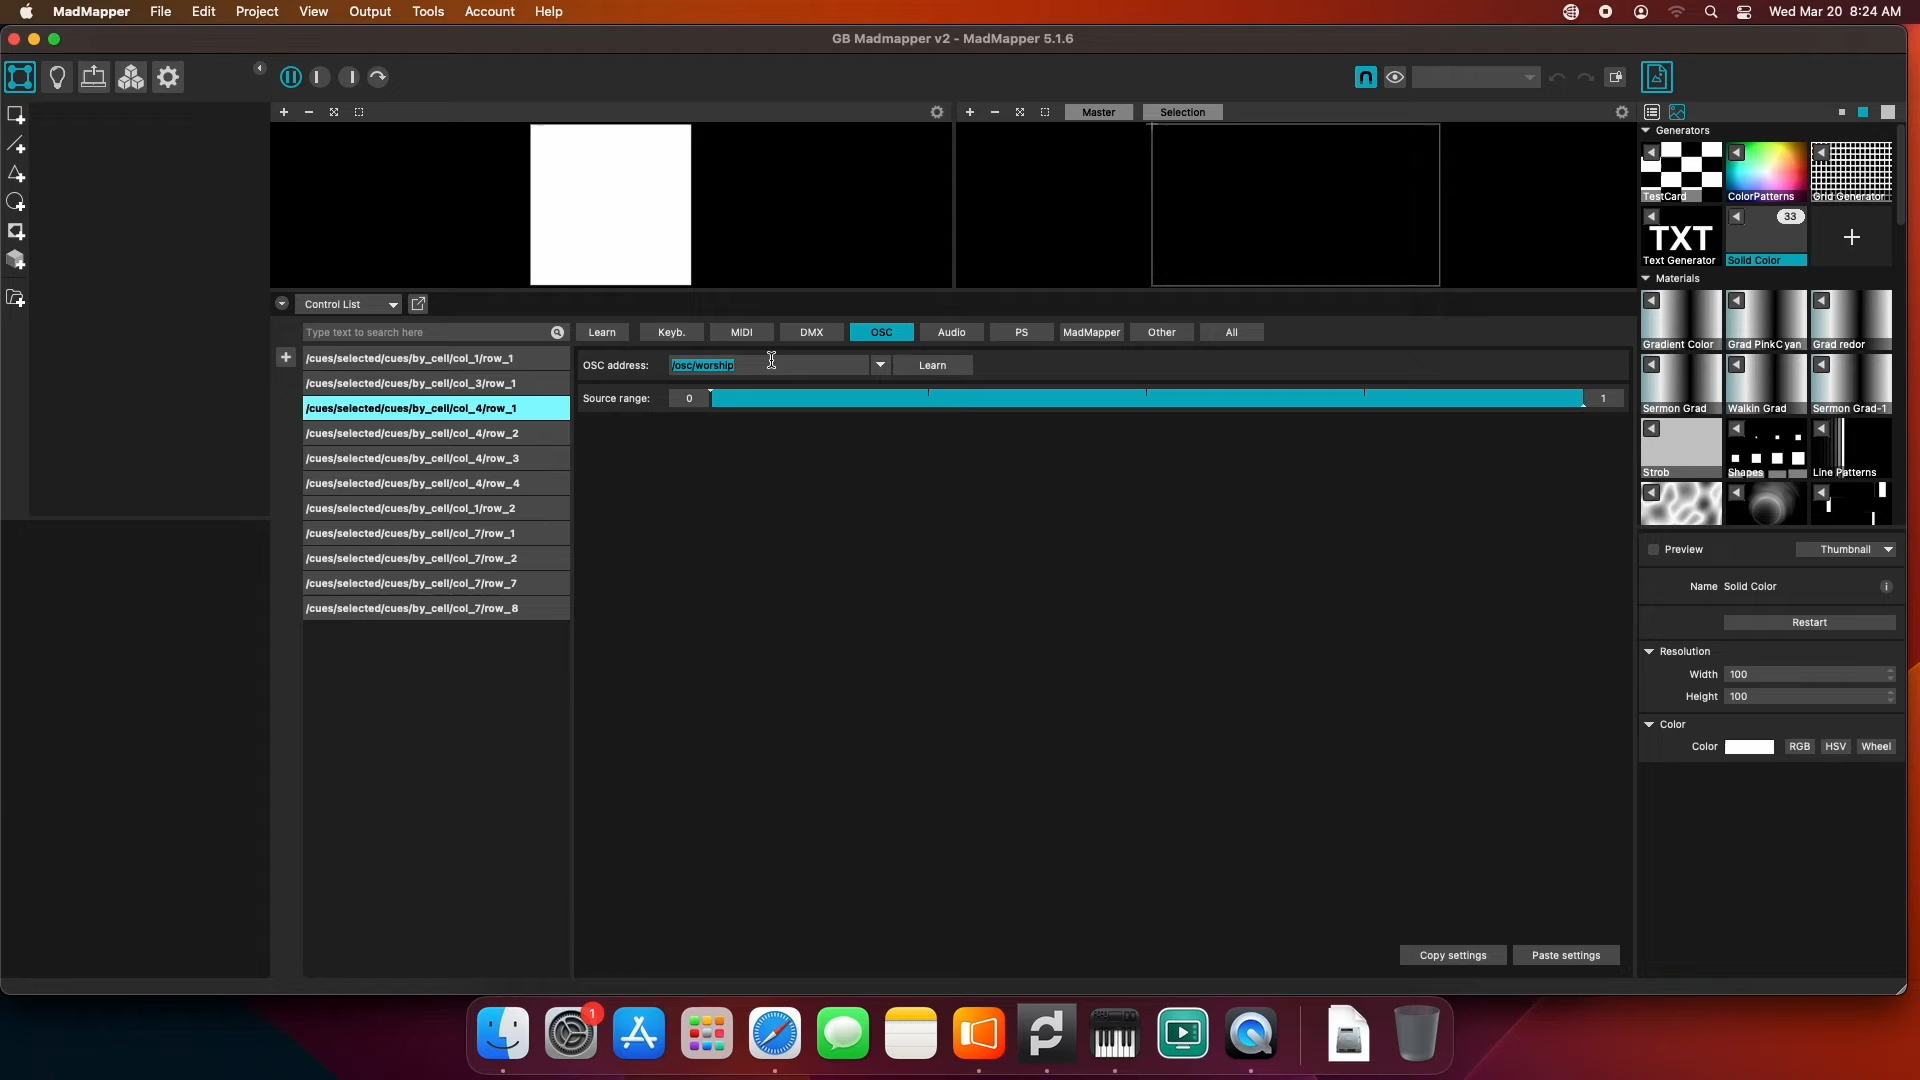 MadMapper File Edit Project View Output Tools Account Help
Wed Mar 20 8:24 AM
GB Madmapper v2 - MadMapper 5.1.6
Master Selection
Generators
TestCard ColorPatterns Grid Generator
33
TXT
Text Generator Solid Color
Materials
Control List
Type text to search here
Learn Keyb. MIDI DMX OSC Audio PS MadMapper Other All
Gradient Color Grad PinkCyan Grad redor
/cues/selected/cues/by_cell/col_1/row_1
OSC address: /osc/worship Learn
/cues/selected/cues/by_cell/col_3/row_1
Source range: 0 1
/cues/selected/cues/by_cell/col_4/row_1
Sermon Grad Walkin Grad Sermon Grad-1
/cues/selected/cues/by_cell/col_4/row_2
/cues/selected/cues/by_cell/col_4/row_3
Strob Shapes Line Patterns
/cues/selected/cues/by_cell/col_4/row_4
/cues/selected/cues/by_cell/col_1/row_2
/cues/selected/cues/by_cell/col_7/row_1
/cues/selected/cues/by_cell/col_7/row_2
/cues/selected/cues/by_cell/col_7/row_7
/cues/selected/cues/by_cell/col_7/row_8
Preview Thumbnail
Name Solid Color
Restart
Resolution
Width 100
Height 100
Color
Color RGB HSV Wheel
Copy settings Paste settings
1